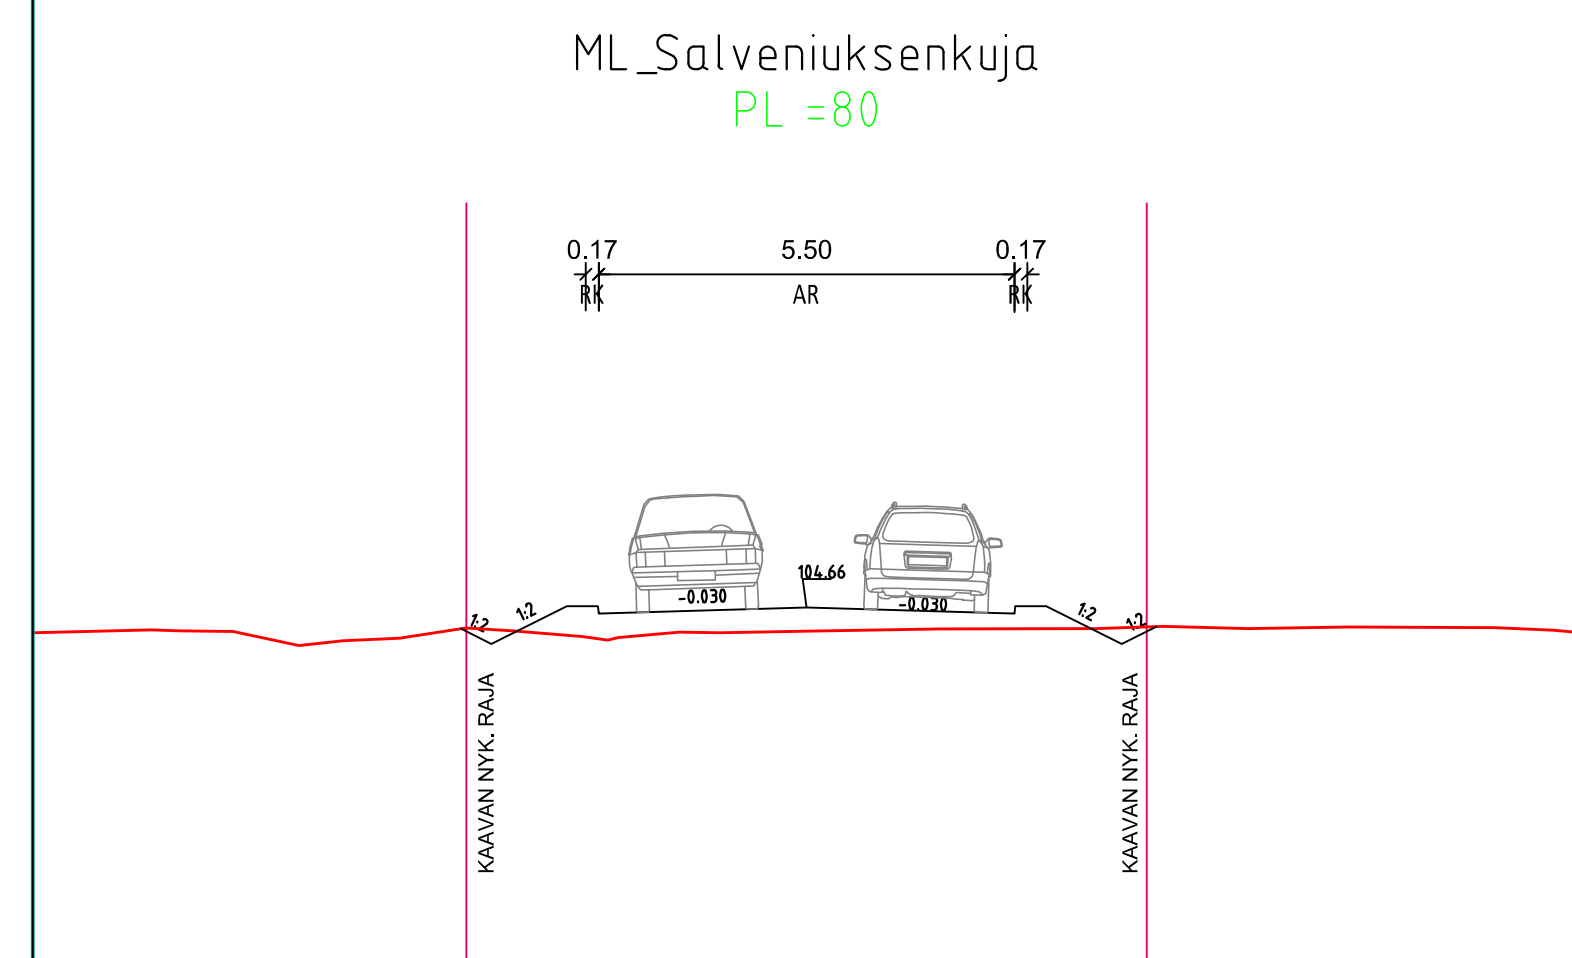 ML_Salveniuksenkuja
PL =80
0.17 5.50 0.17
RK AR RK
104.66
-0.030 -0.030
1:2 1:2 1:2 1:2
KAAVAN NYK. RAJA
KAAVAN NYK. RAJA